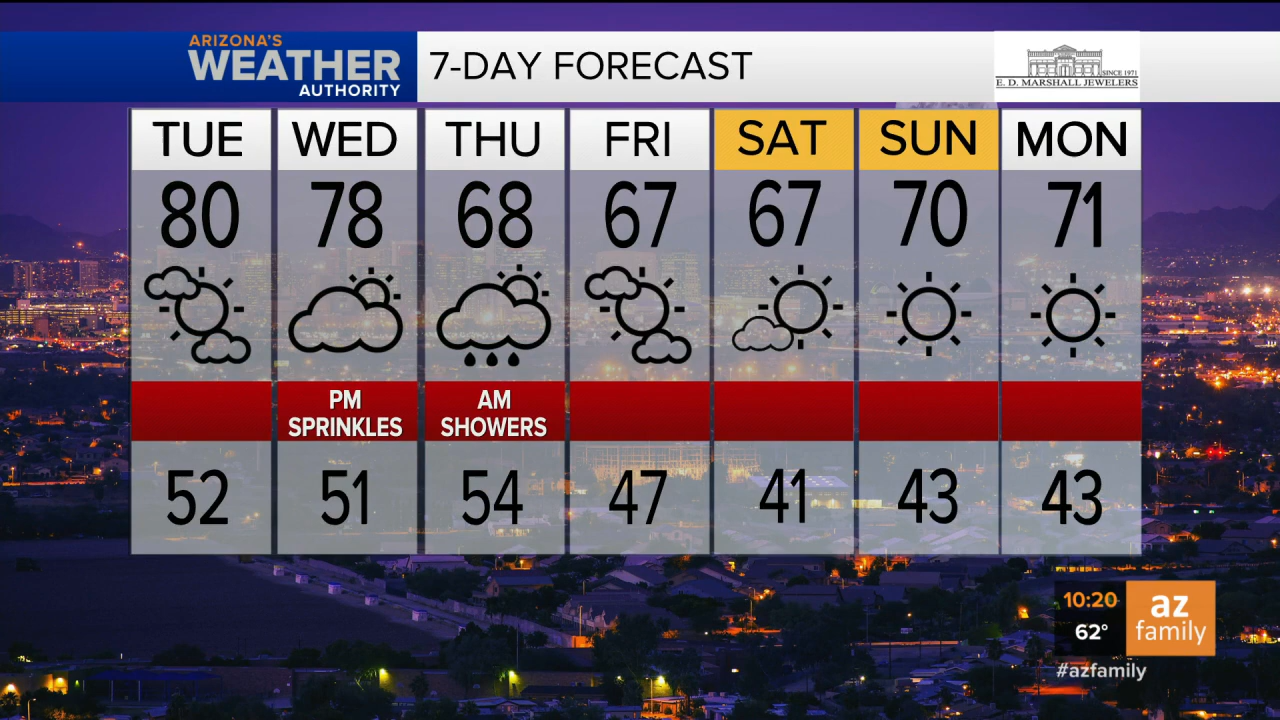 ARIZONA'S
WEATHER
AUTHORITY
7-DAY FORECAST
SINCE 1971
E. D. MARSHALL JEWELERS
TUE WED THU FRI SAT SUN MON
80 78 68 67 67 70 71
PM AM
SPRINKLES SHOWERS
52 51 54 47 41 43 43
10:20
62°
az
family
#azfamily